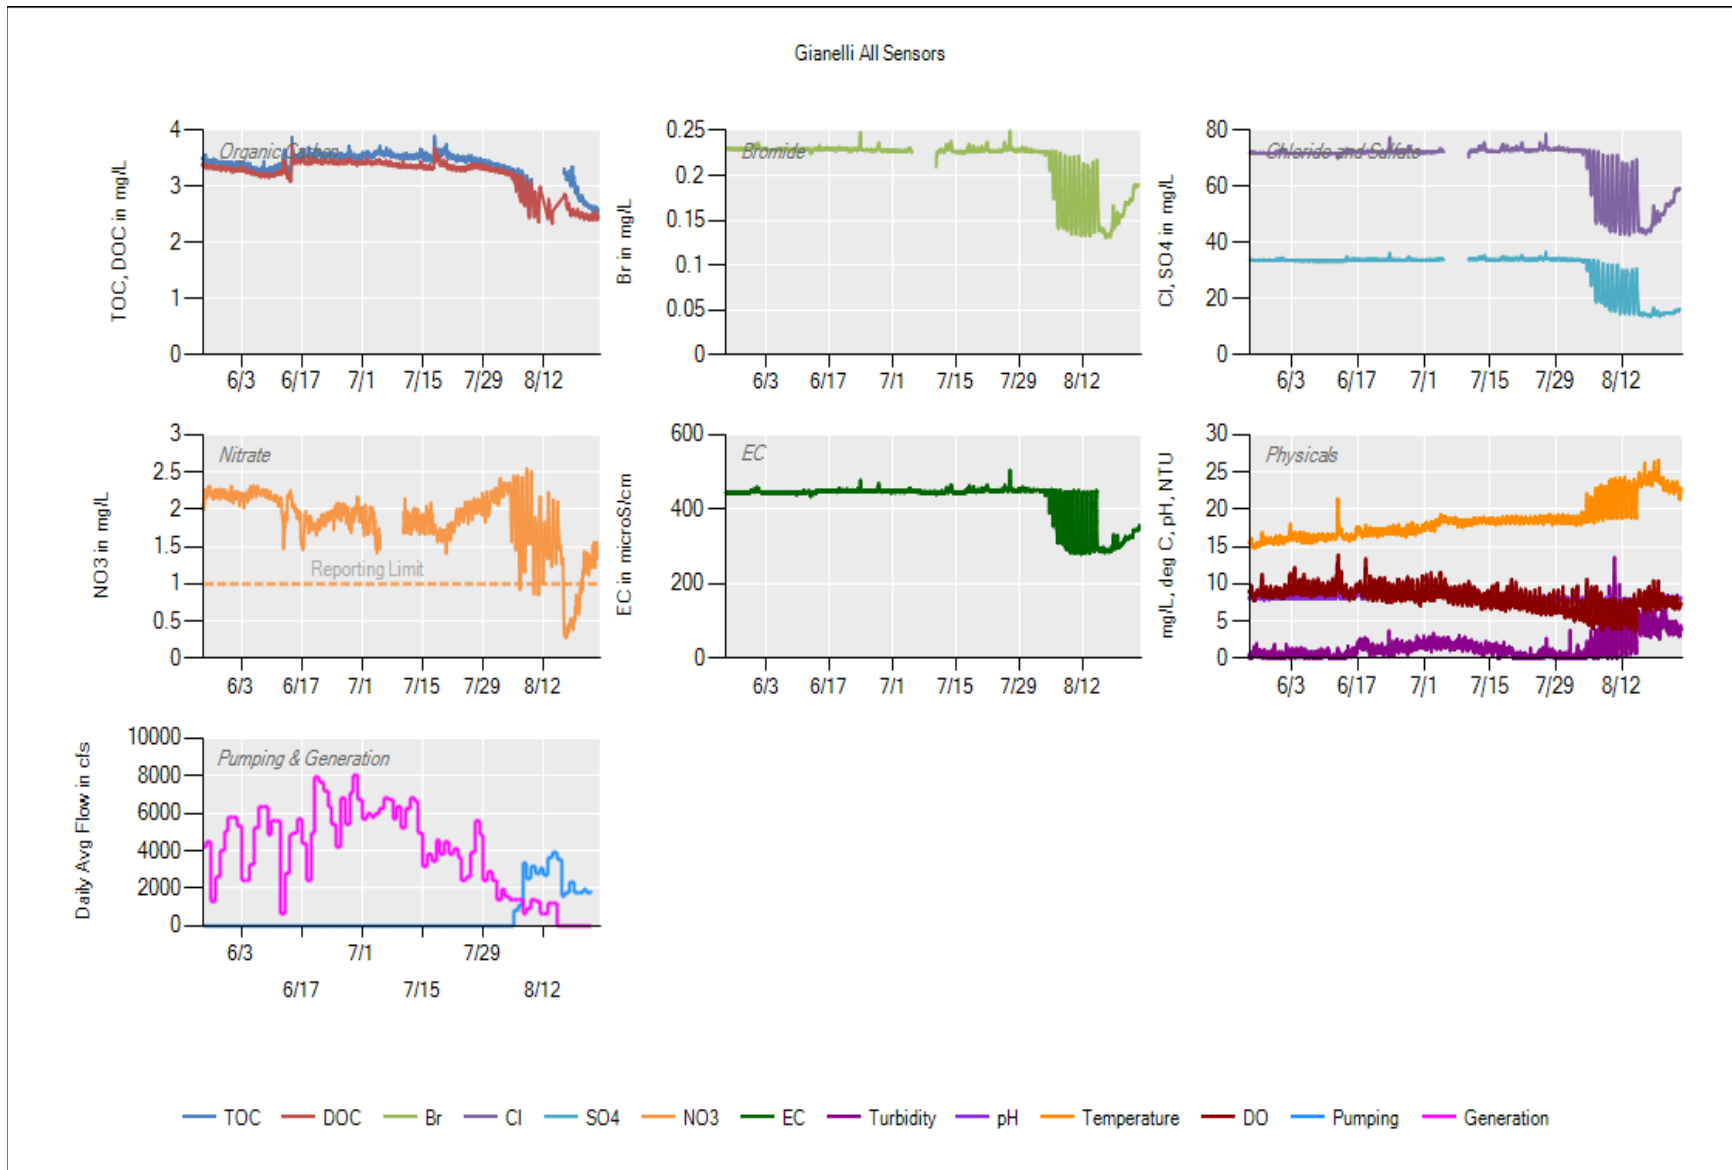 Gianelli All Sensors
TOC, DOC in mg/L
4
3
2
1
0
Organic Carbon
6/3 6/17 7/1 7/15 7/29 8/12
Br in mg/L
0.25
0.2
0.15
0.1
0.05
0
Bromide
6/3 6/17 7/1 7/15 7/29 8/12
Cl, SO4 in mg/L
80
60
40
20
0
Chloride and Sulfate
6/3 6/17 7/1 7/15 7/29 8/12
NO3 in mg/L
3
2.5
2
1.5
1
0.5
0
Nitrate
Reporting Limit
6/3 6/17 7/1 7/15 7/29 8/12
EC in microS/cm
600
400
200
0
EC
6/3 6/17 7/1 7/15 7/29 8/12
mg/L, deg C, pH, NTU
30
25
20
15
10
5
0
Physicals
6/3 6/17 7/1 7/15 7/29 8/12
Daily Avg Flow in cfs
10000
8000
6000
4000
2000
0
Pumping & Generation
6/3 7/1 7/29
6/17 7/15 8/12
TOC DOC Br Cl SO4 NO3 EC Turbidity pH Temperature DO Pumping Generation